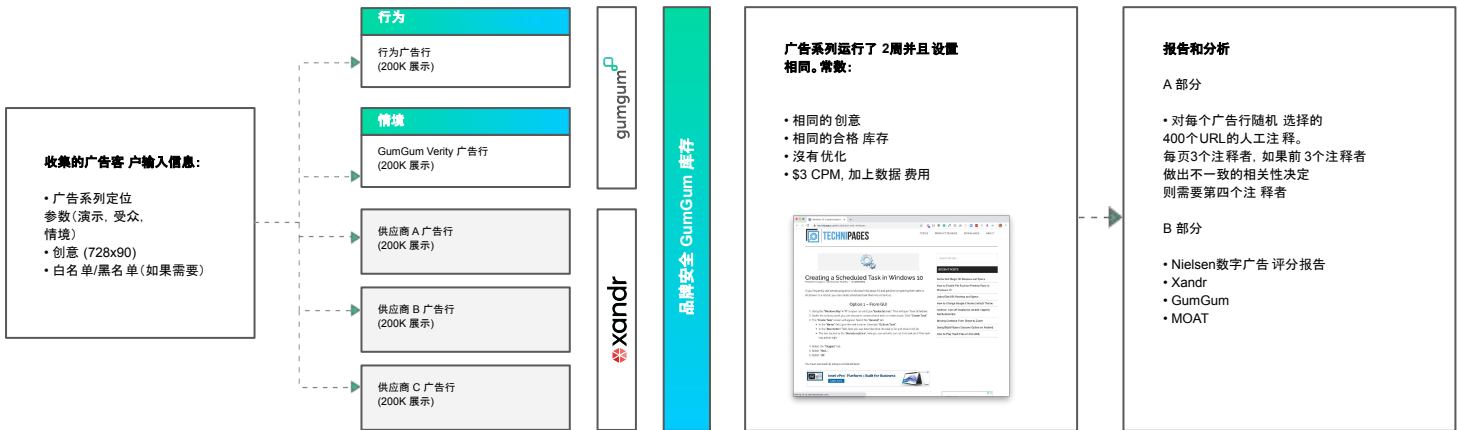 收集的广告客 户输入信息：
• 广告系列定位
参数（演示，受众，
情境）
• 创意 (728x90)
• 白名单/黑名单（如果需要）
行为
行为广告行
(200K 展示)
情境
GumGum Verity 广告行
(200K 展示)
供应商 A 广告行
(200K 展示)
供应商 B 广告行
(200K 展示)
供应商 C 广告行
(200K 展示)
gumgum
xandr
品牌安全 GumGum 库存
广告系列运行了 2周并且 设置
相同。常数：
• 相同的 创意
• 相同的合格 库存
• 沒有 优化
• $3 CPM, 加上数据 费用
TECHNIPAGES
Creating a Scheduled Task in Windows 10
Option 1 – From GUI
Intel vPro® Platform : Built for Business
报告和分析
A 部分
• 对每个广告行随机 选择的
400个URL的人工注 释。
每页3个注释者，如果前 3个注释者
做出不一致的相关性决定
则需要第四个注 释者
B 部分
• Nielsen数字广告 评分报告
• Xandr
• GumGum
• MOAT